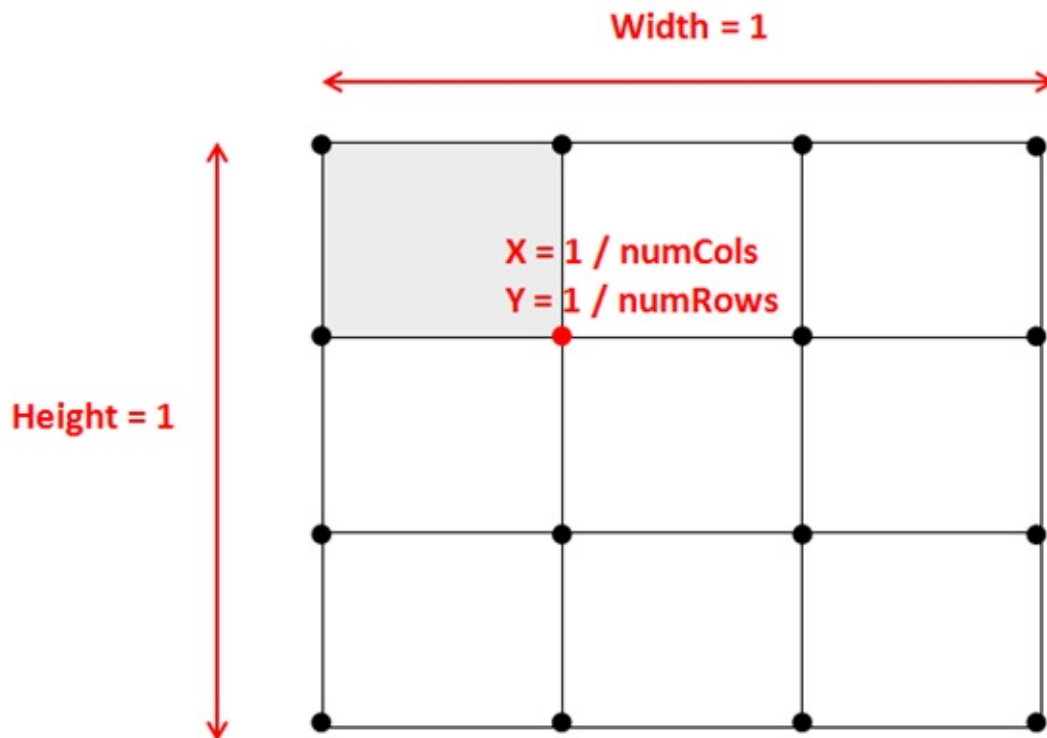 Width = 1
X = 1 / numCols
Y = 1 / numRows
Height = 1